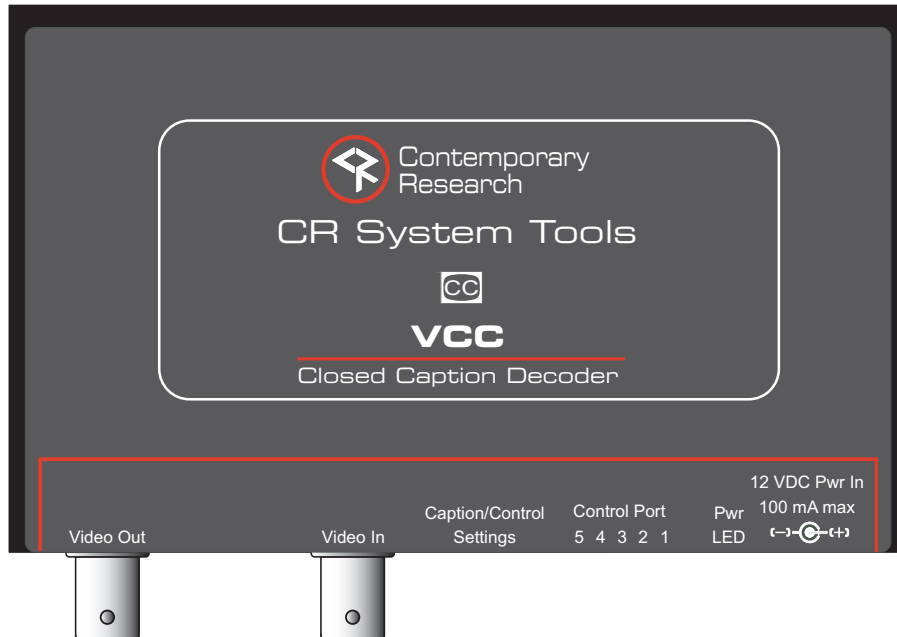 Contemporary
Research
CR System Tools
CC
VCC
Closed Caption Decoder
Video Out
Video In
Caption/Control
Settings
Control Port
5 4 3 2 1
Pwr
LED
12 VDC Pwr In
100 mA max
(−) (+)